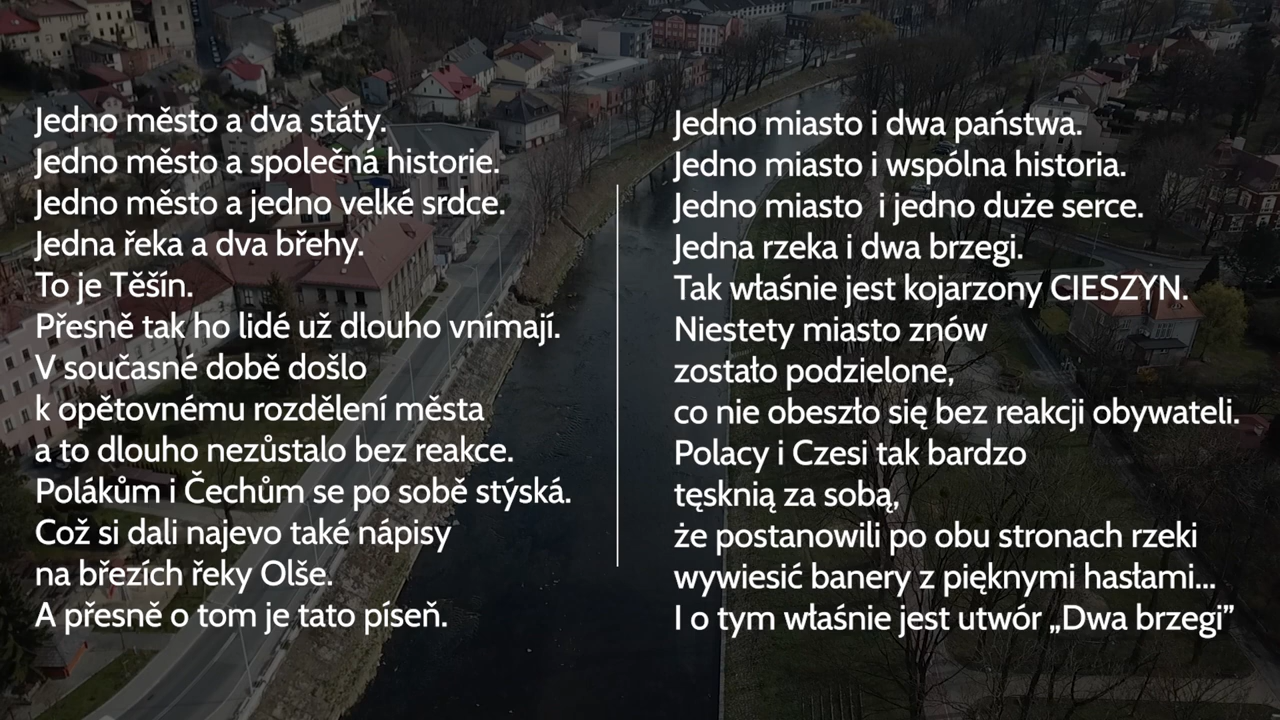 Jedno město a dva státy.
Jedno město a společná historie.
Jedno město a jedno velké srdce.
Jedna řeka a dva břehy.
To je Těšín.
Přesně tak ho lidé už dlouho vnímají.
V současné době došlo
k opětovnému rozdělení města
a to dlouho nezůstalo bez reakce.
Polákům i Čechům se po sobě stýská.
Což si dali najevo také nápisy
na březích řeky Olše.
A přesně o tom je tato píseň.
Jedno miasto i dwa państwa.
Jedno miasto i wspólna historia.
Jedno miasto  i jedno duże serce.
Jedna rzeka i dwa brzegi.
Tak właśnie jest kojarzony CIESZYN.
Niestety miasto znów
zostało podzielone,
co nie obeszło się bez reakcji obywateli.
Polacy i Czesi tak bardzo
tęsknią za sobą,
że postanowili po obu stronach rzeki
wywiesić banery z pięknymi hasłami...
I o tym właśnie jest utwór „Dwa brzegi”